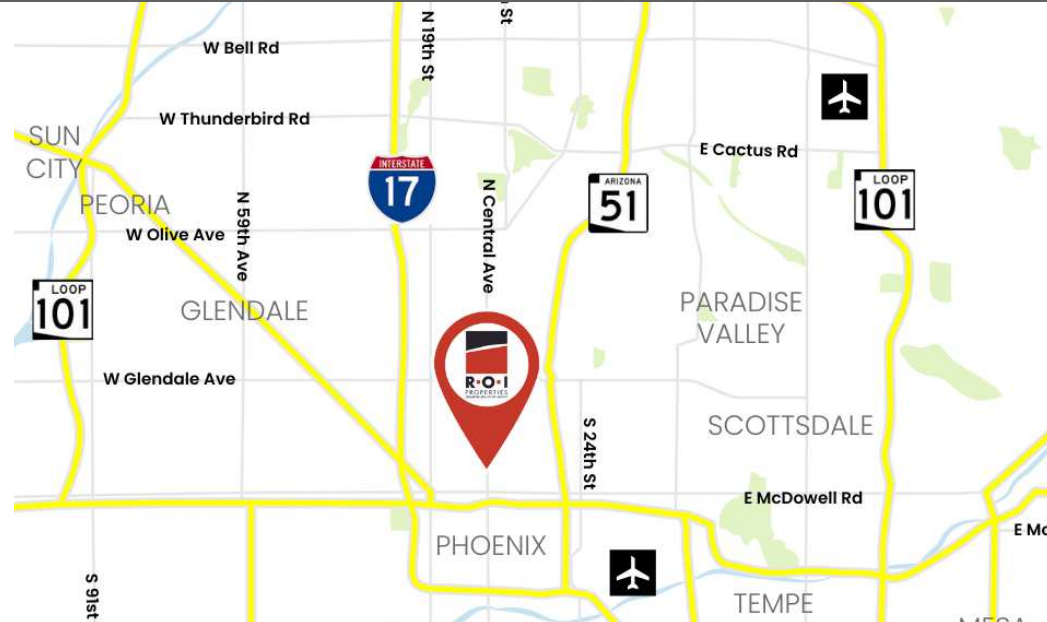 W Bell Rd
N 19th St
St
W Thunderbird Rd
SUN
CITY
E Cactus Rd
INTERSTATE
17
ARIZONA
51
LOOP
101
PEORIA
N 59th Ave
N Central Ave
W Olive Ave
LOOP
101
GLENDALE
PARADISE
VALLEY
R•O•I
PROPERTIES
W Glendale Ave
SCOTTSDALE
S 24th St
E McDowell Rd
E Mc
PHOENIX
S 91st
TEMPE
MESA